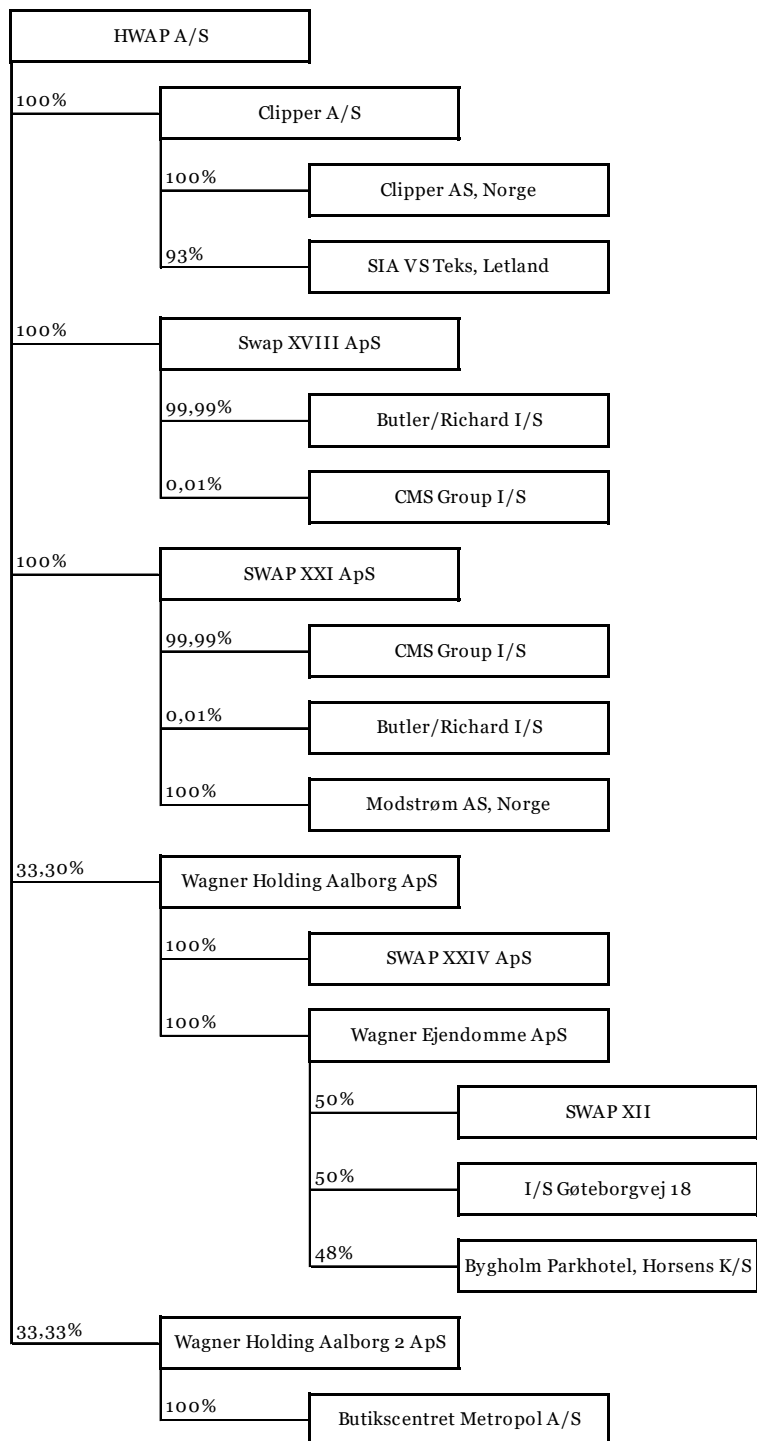 HWAP A/S
100%
Clipper A/S
100%
Clipper AS, Norge
93%
SIA VS Teks, Letland
100%
Swap XVIII ApS
99,99%
Butler/Richard I/S
0,01%
CMS Group I/S
100%
SWAP XXI ApS
99,99%
CMS Group I/S
0,01%
Butler/Richard I/S
100%
Modstrøm AS, Norge
33,30%
Wagner Holding Aalborg ApS
100%
SWAP XXIV ApS
100%
Wagner Ejendomme ApS
50%
SWAP XII
50%
I/S Gøteborgvej 18
48%
Bygholm Parkhotel, Horsens K/S
33,33%
Wagner Holding Aalborg 2 ApS
100%
Butikscentret Metropol A/S